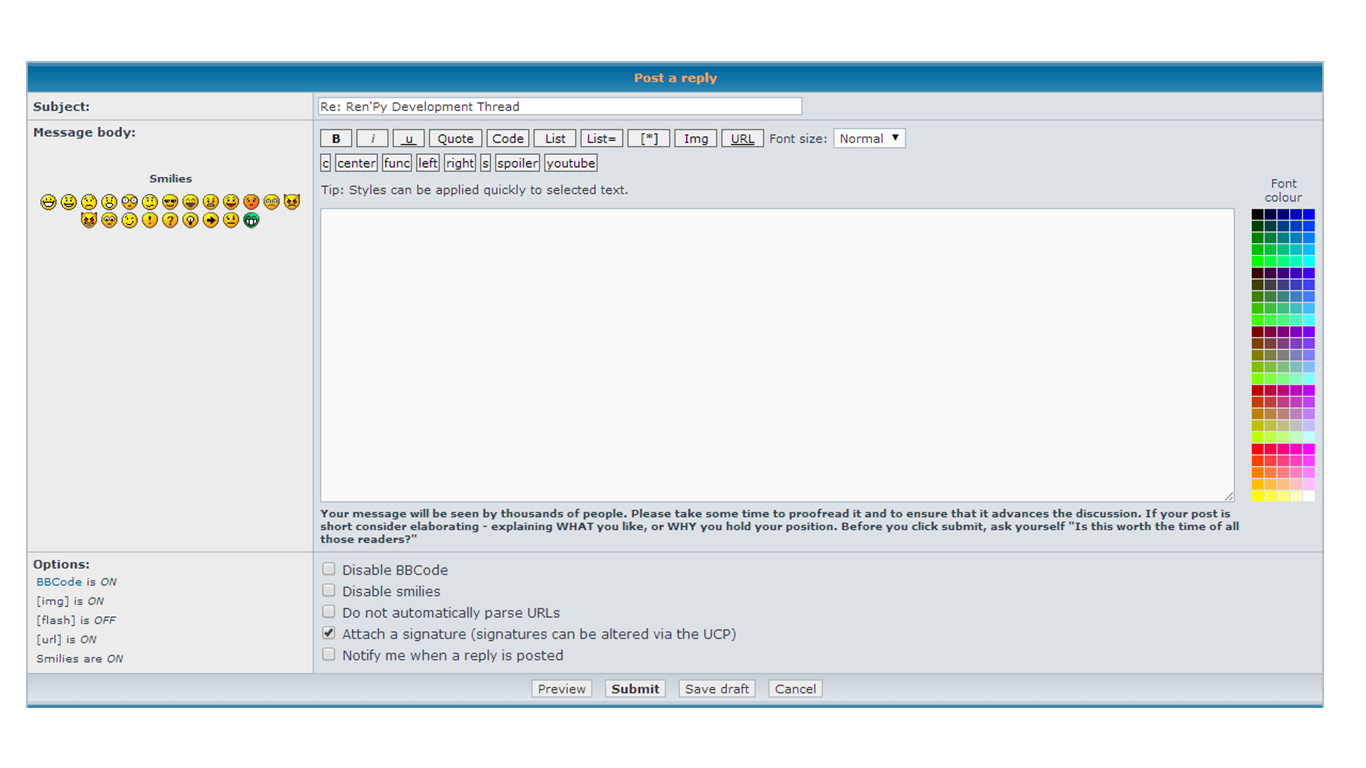 Post a reply
Subject:
Re: Ren'Py Development Thread
Message body:
B i u Quote Code List List= [*] Img URL Font size: Normal
c center func left right s spoiler youtube
Smilies
Tip: Styles can be applied quickly to selected text.
Font
colour
Your message will be seen by thousands of people. Please take some time to proofread it and to ensure that it advances the discussion. If your post is
short consider elaborating - explaining WHAT you like, or WHY you hold your position. Before you click submit, ask yourself "Is this worth the time of all
those readers?"
Options:
BBCode is ON
[img] is ON
[flash] is OFF
[url] is ON
Smilies are ON
Disable BBCode
Disable smilies
Do not automatically parse URLs
Attach a signature (signatures can be altered via the UCP)
Notify me when a reply is posted
Preview Submit Save draft Cancel